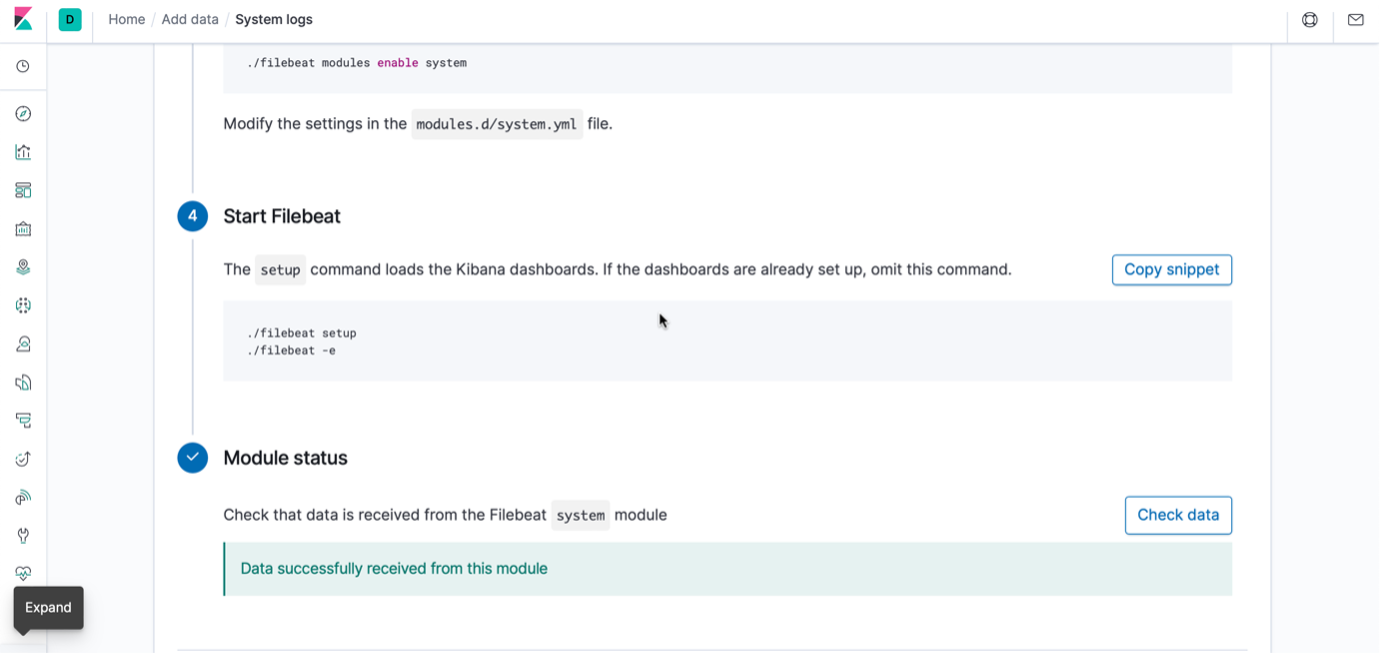 D Home / Add data / System logs
./filebeat modules enable system
Modify the settings in the modules.d/system.yml file.
4 Start Filebeat
The setup command loads the Kibana dashboards. If the dashboards are already set up, omit this command. Copy snippet
./filebeat setup
./filebeat -e
Module status
Check that data is received from the Filebeat system module Check data
Data successfully received from this module
Expand